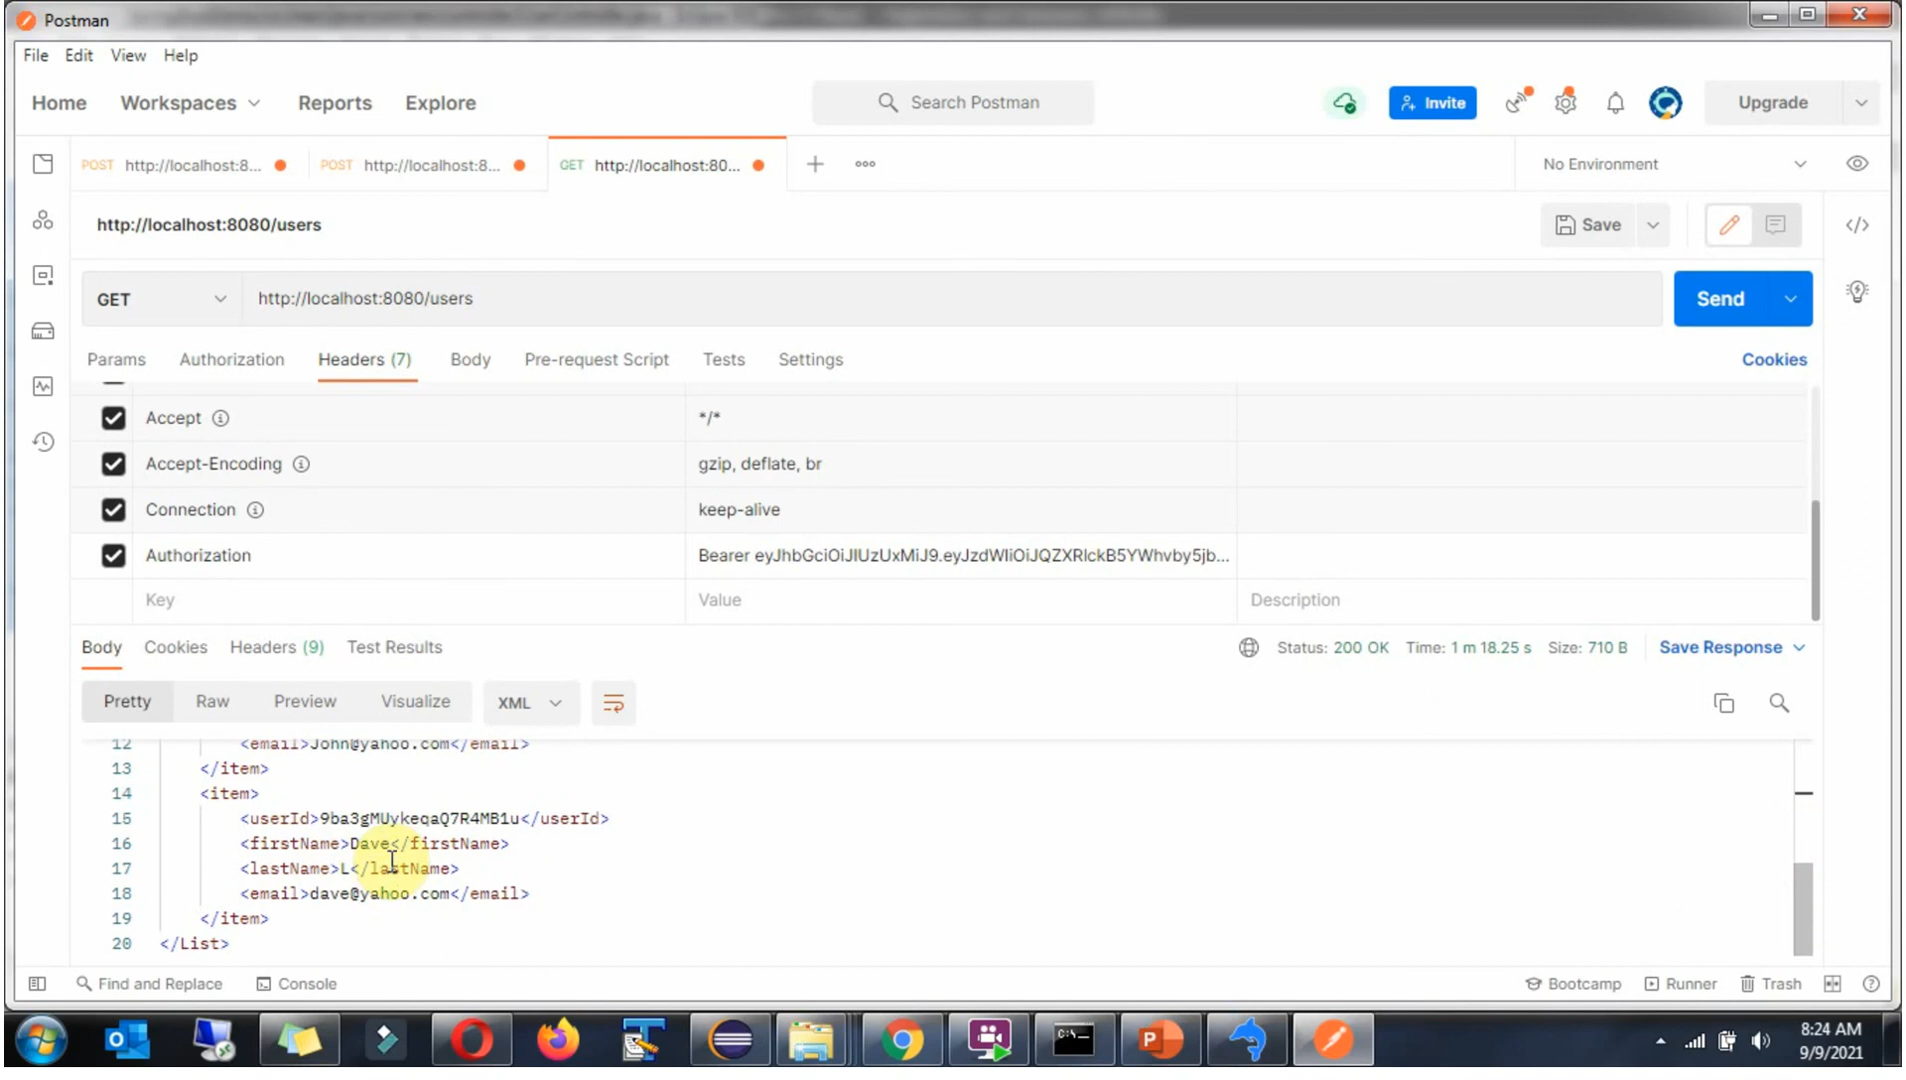 Postman
File Edit View Help
Home Workspaces Reports Explore Search Postman Invite Upgrade
POST http://localhost:8... POST http://localhost:8... GET http://localhost:80... No Environment
http://localhost:8080/users Save
GET http://localhost:8080/users Send
Params Authorization Headers (7) Body Pre-request Script Tests Settings Cookies
Accept */*
Accept-Encoding gzip, deflate, br
Connection keep-alive
Authorization Bearer eyJhbGciOiJIUzUxMiJ9.eyJzdWIiOiJQZXRlckB5YWhvby5jb...
Key Value Description
Body Cookies Headers (9) Test Results Status: 200 OK Time: 1 m 18.25 s Size: 710 B Save Response
Pretty Raw Preview Visualize XML
12 <email>John@yahoo.com</email>
13 </item>
14 <item>
15 <userId>9ba3gMUykeqaQ7R4MB1u</userId>
16 <firstName>Dave</firstName>
17 <lastName>L</lastName>
18 <email>dave@yahoo.com</email>
19 </item>
20 </List>
Find and Replace Console Bootcamp Runner Trash
8:24 AM
9/9/2021